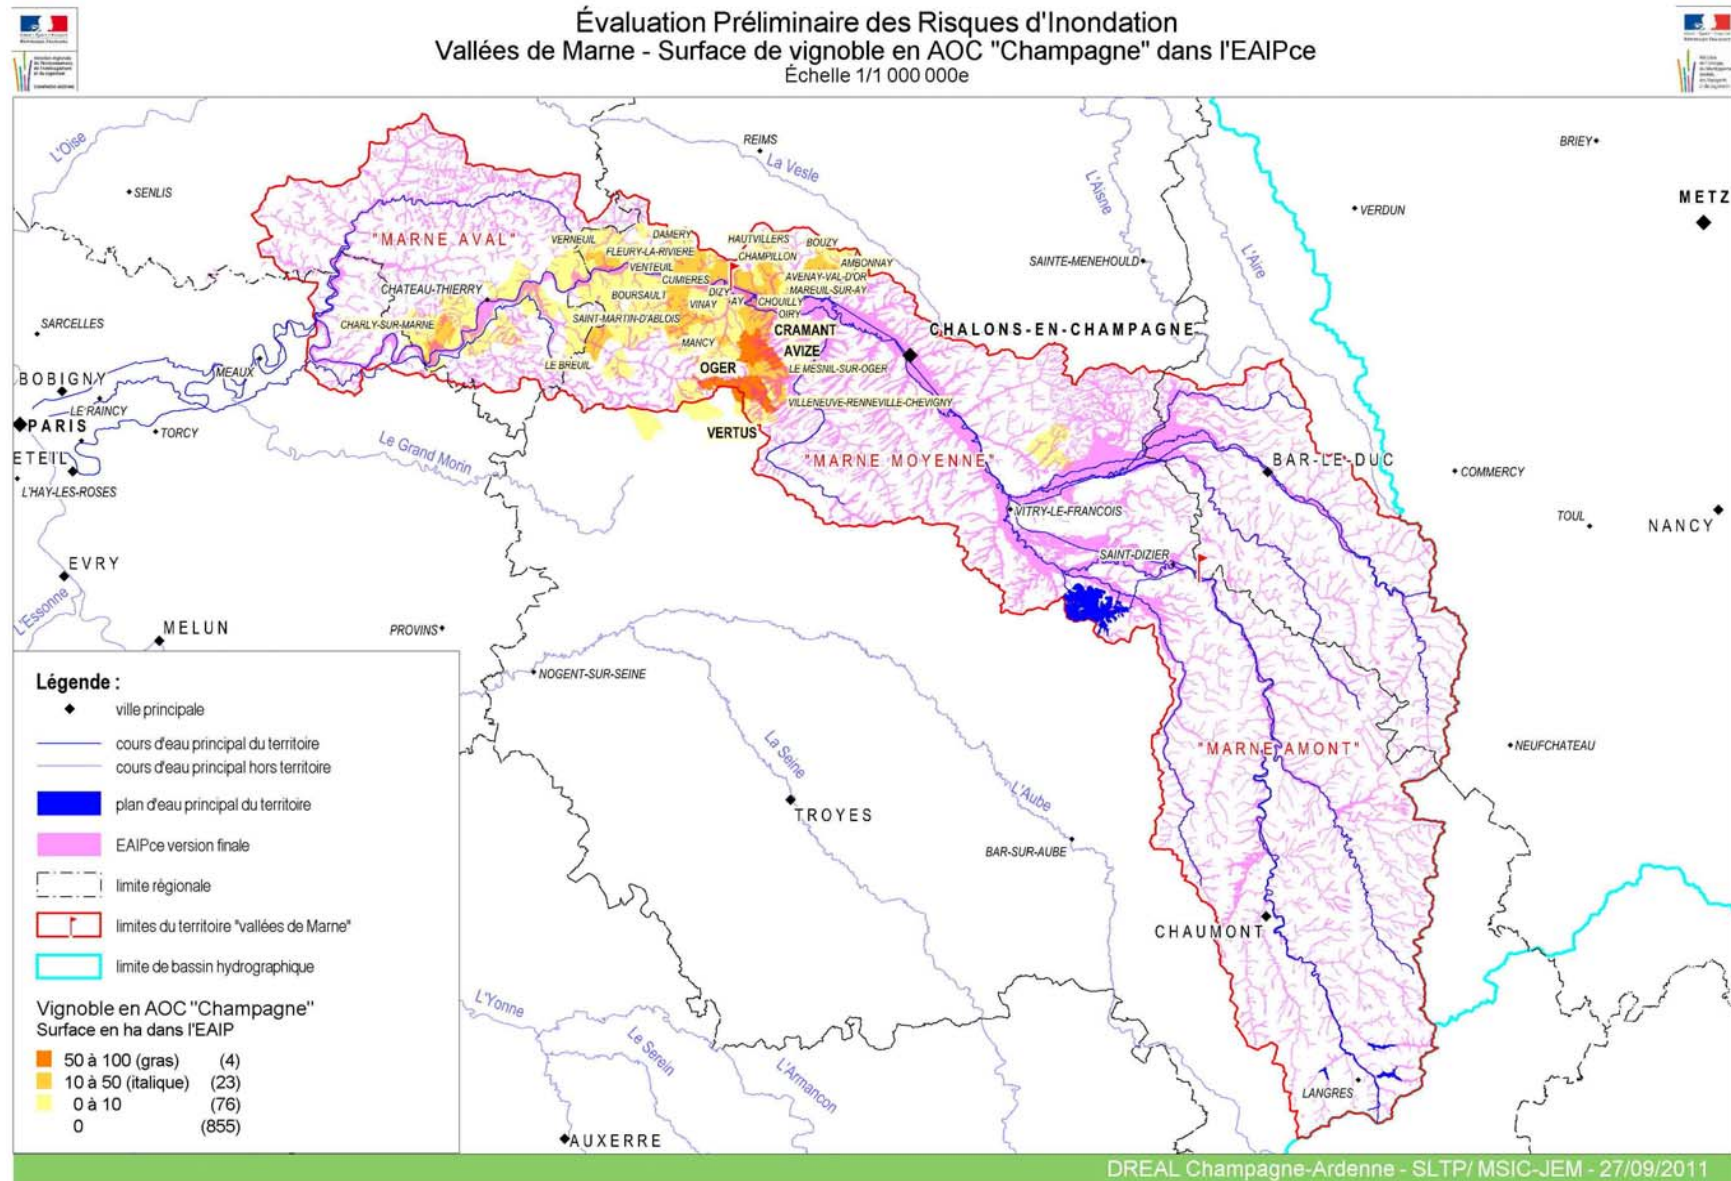 Évaluation Préliminaire des Risques d'Inondation
Vallées de Marne - Surface de vignoble en AOC "Champagne" dans l'EAIPce
Échelle 1/1 000 000e
L'Oise
SENLIS
REIMS
La Vesle
L'Aisne
BRIEY
METZ
VERDUN
L'Aire
SAINTE-MENEHOULD
"MARNE AVAL"
VERNEUIL
DAMERY
HAUTVILLERS
BOUZY
FLEURY-LA-RIVIERE
CHAMPILLON
AMBONNAY
VENTEUIL
CUMIERES
AVENAY-VAL-D'OR
CHATEAU-THIERRY
BOURSAULT
DIZY
MAREUIL-SUR-AY
VINAY
AY
CHOUILLY
OIRY
SARCELLES
CHARLY-SUR-MARNE
SAINT-MARTIN-D'ABLOIS
CRAMANT
CHALONS-EN-CHAMPAGNE
MANCY
AVIZE
LE BREUIL
OGER
LE MESNIL-SUR-OGER
MEAUX
BOBIGNY
LE RAINCY
VILLENEUVE-RENNEVILLE-CHEVIGNY
PARIS
TORCY
VERTUS
Le Grand Morin
ETEIL
L'HAY-LES-ROSES
"MARNE MOYENNE"
BAR-LE-DUC
COMMERCY
VITRY-LE-FRANCOIS
TOUL
NANCY
SAINT-DIZIER
EVRY
L'Essonne
MELUN
PROVINS
NOGENT-SUR-SEINE
La Seine
L'Aube
TROYES
BAR-SUR-AUBE
"MARNE AMONT"
NEUFCHATEAU
CHAUMONT
LANGRES
L'Yonne
Le Serein
L'Armancon
AUXERRE
Légende :
ville principale
cours d'eau principal du territoire
cours d'eau principal hors territoire
plan d'eau principal du territoire
EAIPce version finale
limite régionale
limites du territoire "vallées de Marne"
limite de bassin hydrographique
Vignoble en AOC "Champagne"
Surface en ha dans l'EAIP
50 à 100 (gras) (4)
10 à 50 (italique) (23)
0 à 10 (76)
0 (855)
DREAL Champagne-Ardenne - SLTP/ MSIC-JEM - 27/09/2011